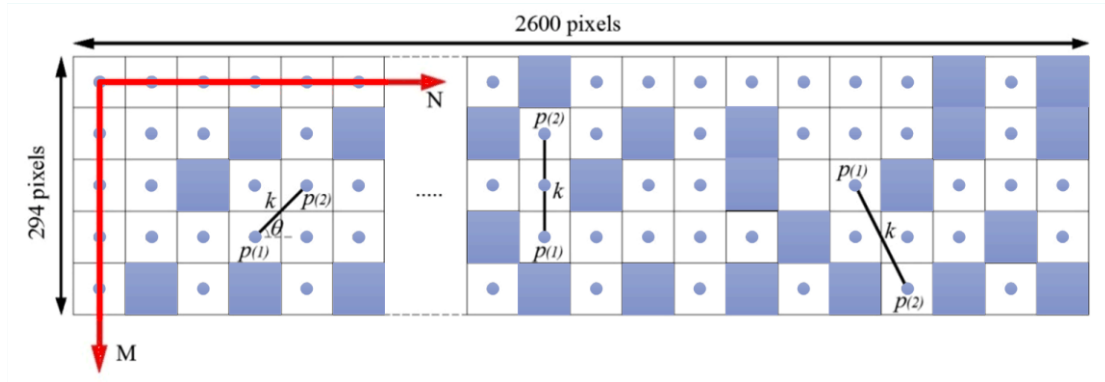 2600 pixels
N
294 pixels
M
k
p(2)
θ
p(1)
.....
p(2)
k
p(1)
p(1)
k
p(2)